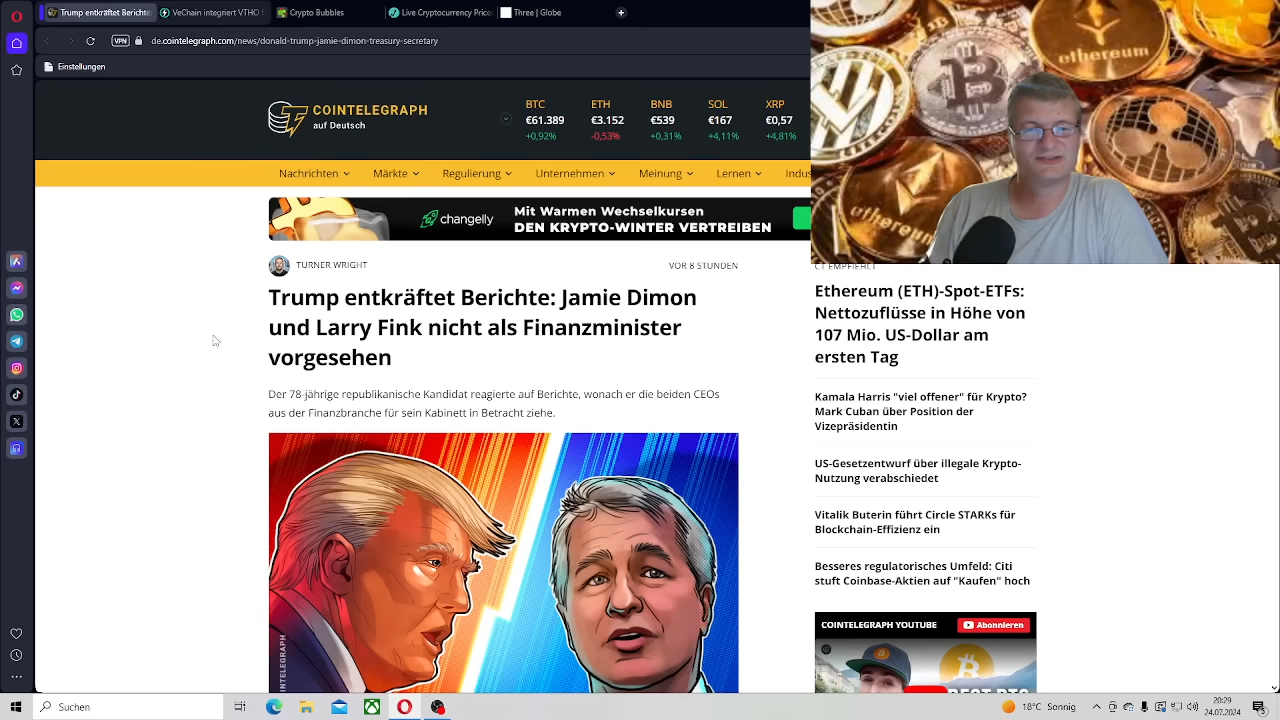 Trump entkräftet Berichte
VeChain integriert VTHO
Crypto Bubbles
Live Cryptocurrency Price
Three | Globe
VPN
de.cointelegraph.com/news/donald-trump-jamie-dimon-treasury-secretary
Einstellungen
COINTELEGRAPH
auf Deutsch
BTC ETH BNB SOL XRP
€61.389 €3.152 €539 €167 €0,57
+0,92% -0,53% +0,31% +4,11% +4,81%
Nachrichten Märkte Regulierung Unternehmen Meinung Lernen Indus
changelly
Mit Warmen Wechselkursen
DEN KRYPTO-WINTER VERTREIBEN
TURNER WRIGHT
VOR 8 STUNDEN
Trump entkräftet Berichte: Jamie Dimon
und Larry Fink nicht als Finanzminister
vorgesehen
Der 78-jährige republikanische Kandidat reagierte auf Berichte, wonach er die beiden CEOs
aus der Finanzbranche für sein Kabinett in Betracht ziehe.
ethereum
ethereum
CT EMPFIEHLT
Ethereum (ETH)-Spot-ETFs:
Nettozuflüsse in Höhe von
107 Mio. US-Dollar am
ersten Tag
Kamala Harris "viel offener" für Krypto?
Mark Cuban über Position der
Vizepräsidentin
US-Gesetzentwurf über illegale Krypto-
Nutzung verabschiedet
Vitalik Buterin führt Circle STARKs für
Blockchain-Effizienz ein
Besseres regulatorisches Umfeld: Citi
stuft Coinbase-Aktien auf "Kaufen" hoch
COINTELEGRAPH YOUTUBE
Abonnieren
BEST BTC
Suchen
18°C Sonnig
20:29
24.07.2024